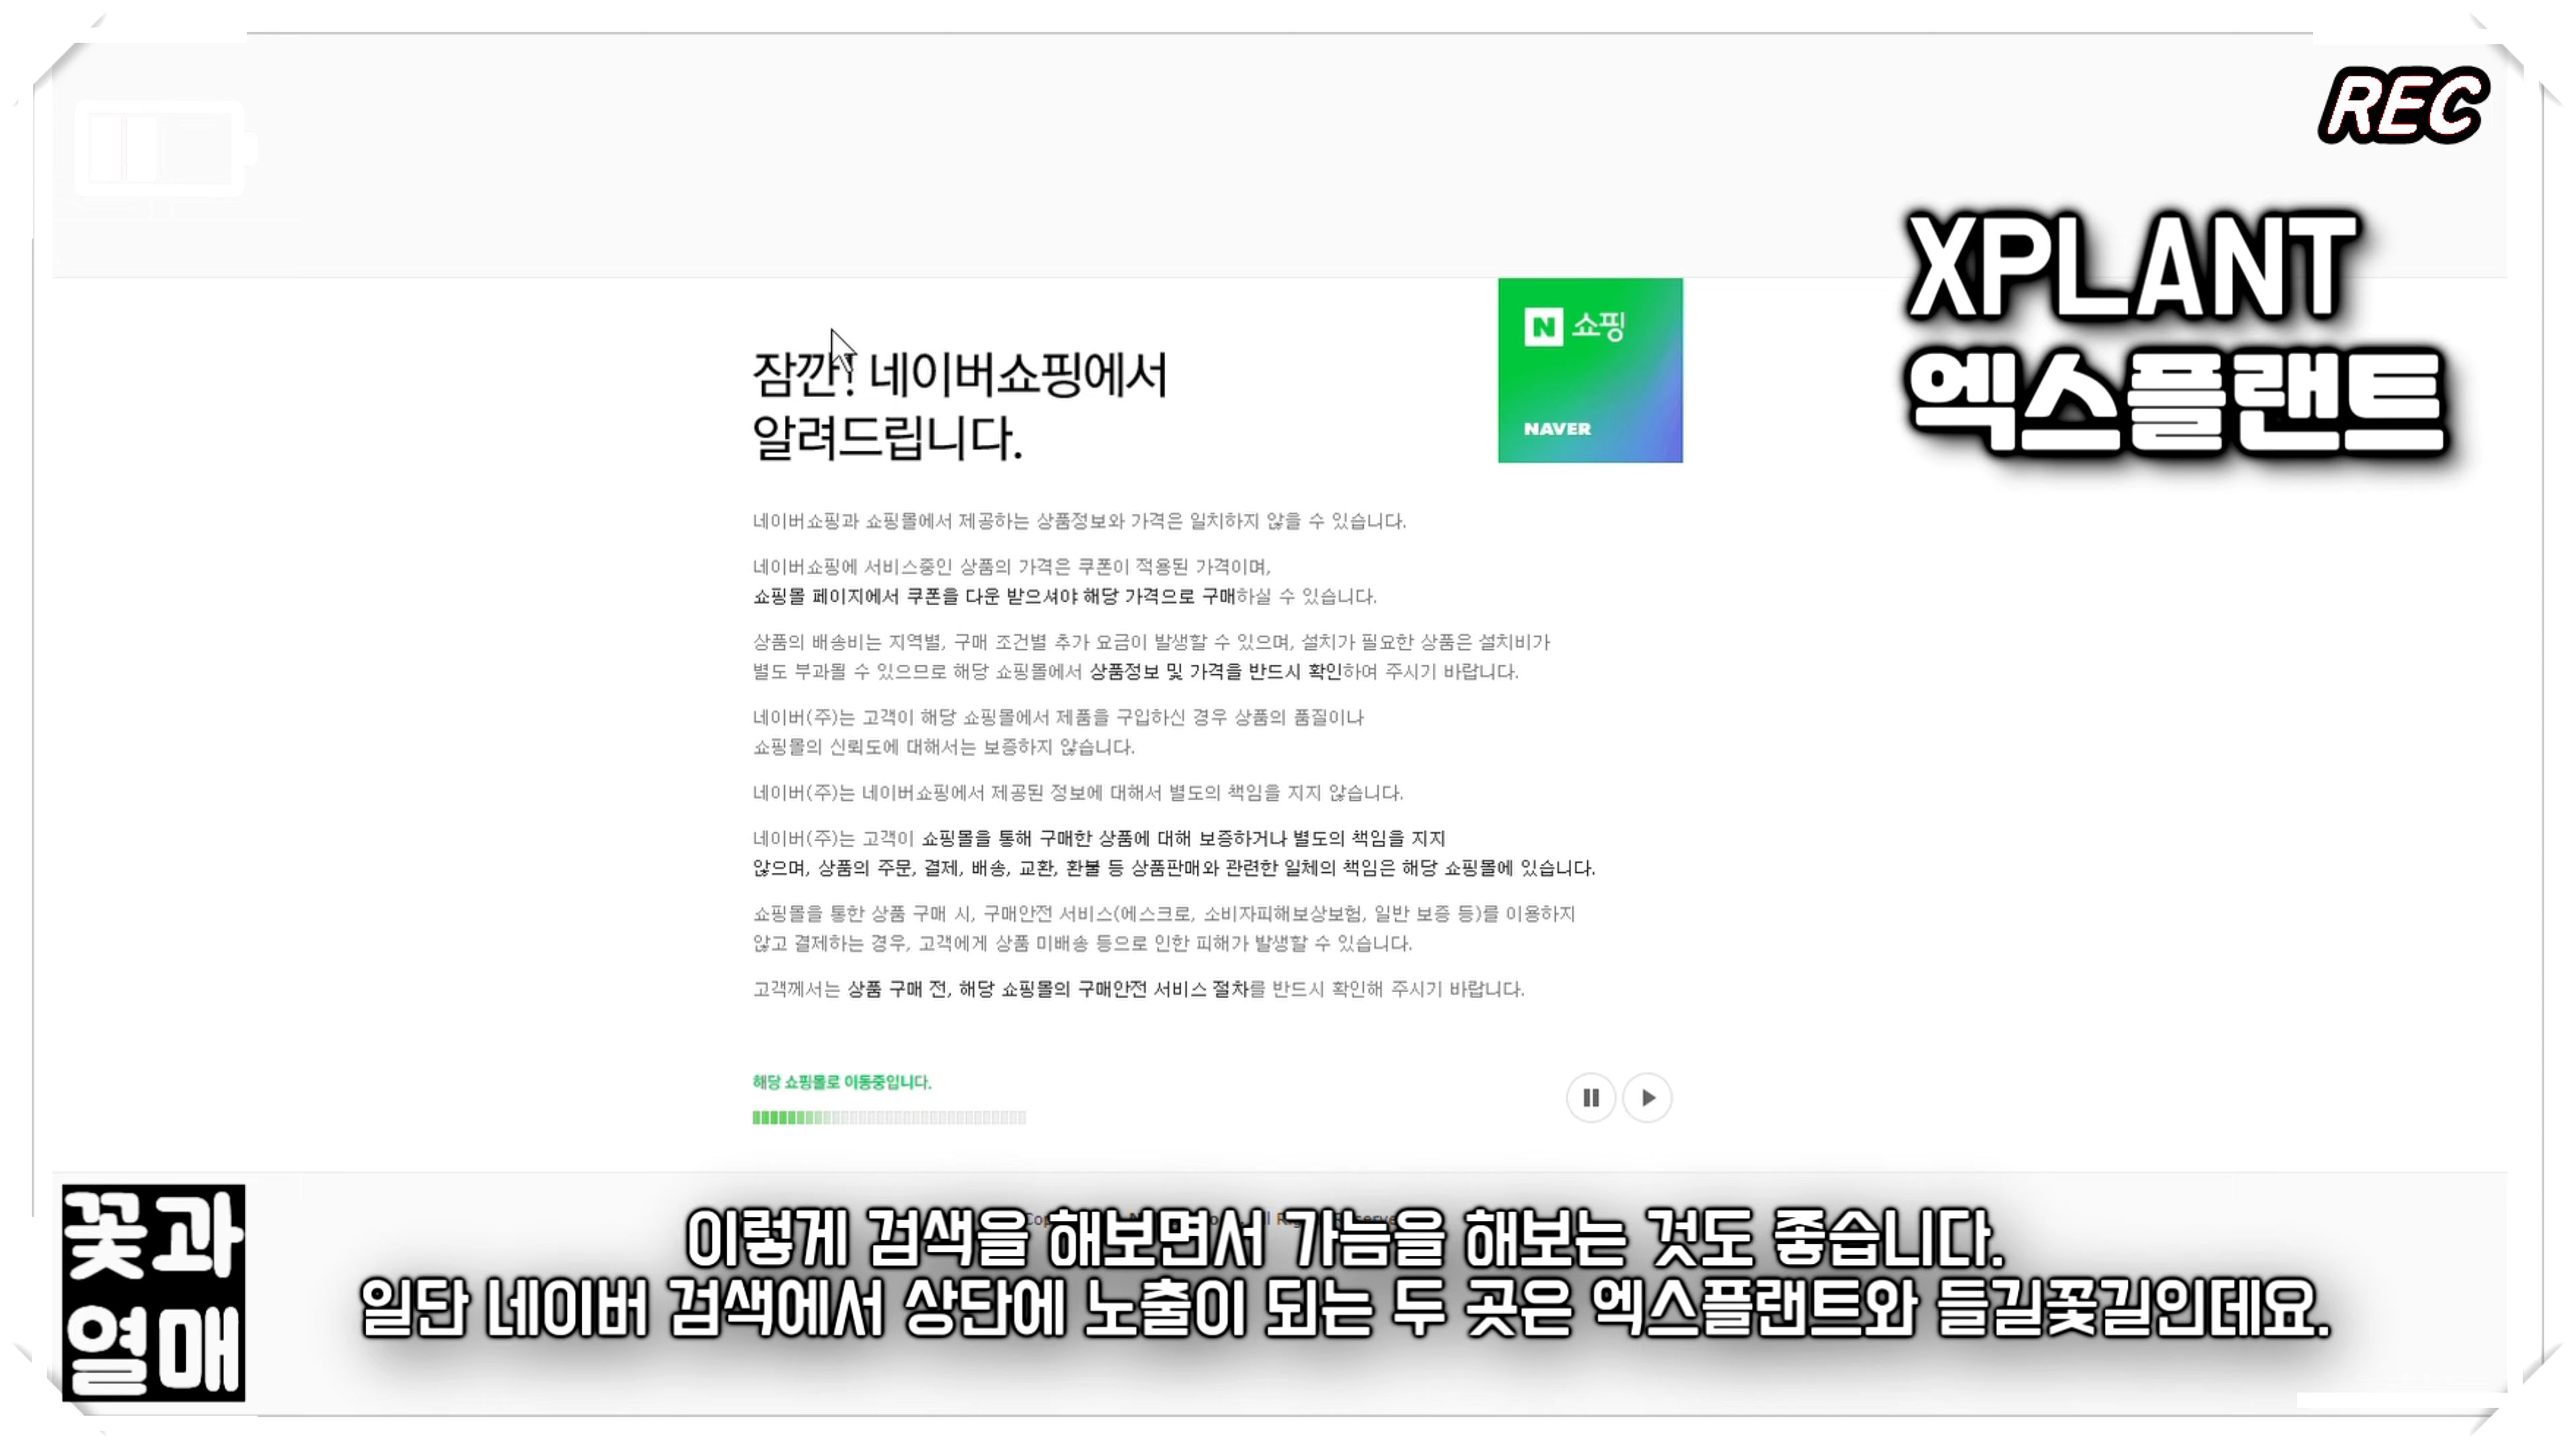 REC
XPLANT
엑스플랜트
N 쇼핑
NAVER
잠깐! 네이버쇼핑에서
알려드립니다.
네이버쇼핑과 쇼핑몰에서 제공하는 상품정보와 가격은 일치하지 않을 수 있습니다.
네이버쇼핑에 서비스중인 상품의 가격은 쿠폰이 적용된 가격이며,
쇼핑몰 페이지에서 쿠폰을 다운 받으셔야 해당 가격으로 구매하실 수 있습니다.
상품의 배송비는 지역별, 구매 조건별 추가 요금이 발생할 수 있으며, 설치가 필요한 상품은 설치비가
별도 부과될 수 있으므로 해당 쇼핑몰에서 상품정보 및 가격을 반드시 확인하여 주시기 바랍니다.
네이버(주)는 고객이 해당 쇼핑몰에서 제품을 구입하신 경우 상품의 품질이나
쇼핑몰의 신뢰도에 대해서는 보증하지 않습니다.
네이버(주)는 네이버쇼핑에서 제공된 정보에 대해서 별도의 책임을 지지 않습니다.
네이버(주)는 고객이 쇼핑몰을 통해 구매한 상품에 대해 보증하거나 별도의 책임을 지지
않으며, 상품의 주문, 결제, 배송, 교환, 환불 등 상품판매와 관련한 일체의 책임은 해당 쇼핑몰에 있습니다.
쇼핑몰을 통한 상품 구매 시, 구매안전 서비스(에스크로, 소비자피해보상보험, 일반 보증 등)를 이용하지
않고 결제하는 경우, 고객에게 상품 미배송 등으로 인한 피해가 발생할 수 있습니다.
고객께서는 상품 구매 전, 해당 쇼핑몰의 구매안전 서비스 절차를 반드시 확인해 주시기 바랍니다.
해당 쇼핑몰로 이동중입니다.
이렇게 검색을 해보면서 가늠을 해보는 것도 좋습니다.
일단 네이버 검색에서 상단에 노출이 되는 두 곳은 엑스플랜트와 들길꽃길인데요.
꽃과
열매